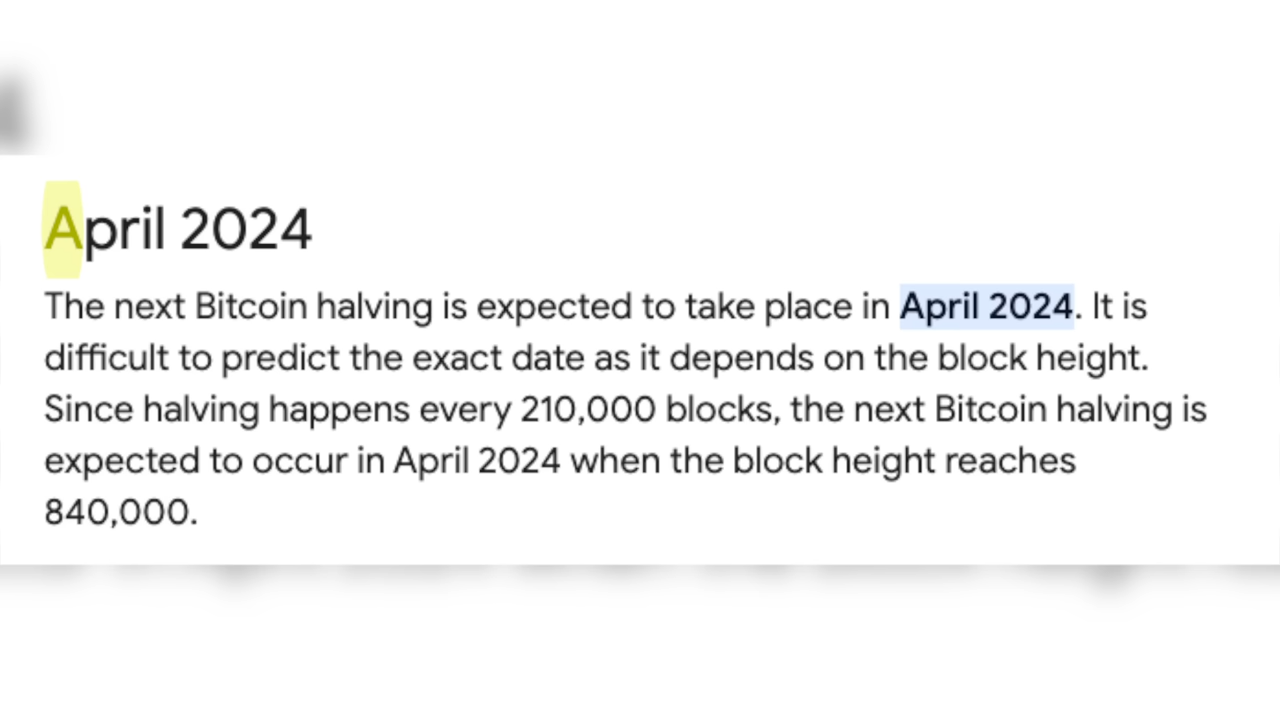 April 2024
The next Bitcoin halving is expected to take place in April 2024. It is
difficult to predict the exact date as it depends on the block height.
Since halving happens every 210,000 blocks, the next Bitcoin halving is
expected to occur in April 2024 when the block height reaches
840,000.